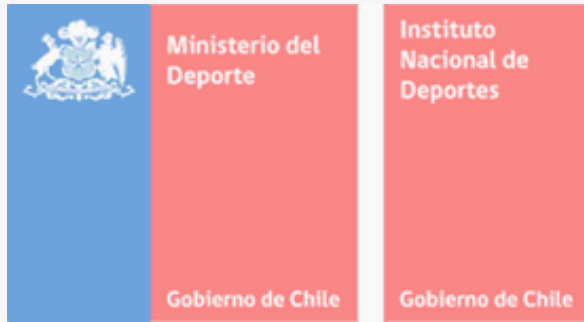 Ministerio del
Deporte
Gobierno de Chile
Instituto
Nacional de
Deportes
Gobierno de Chile